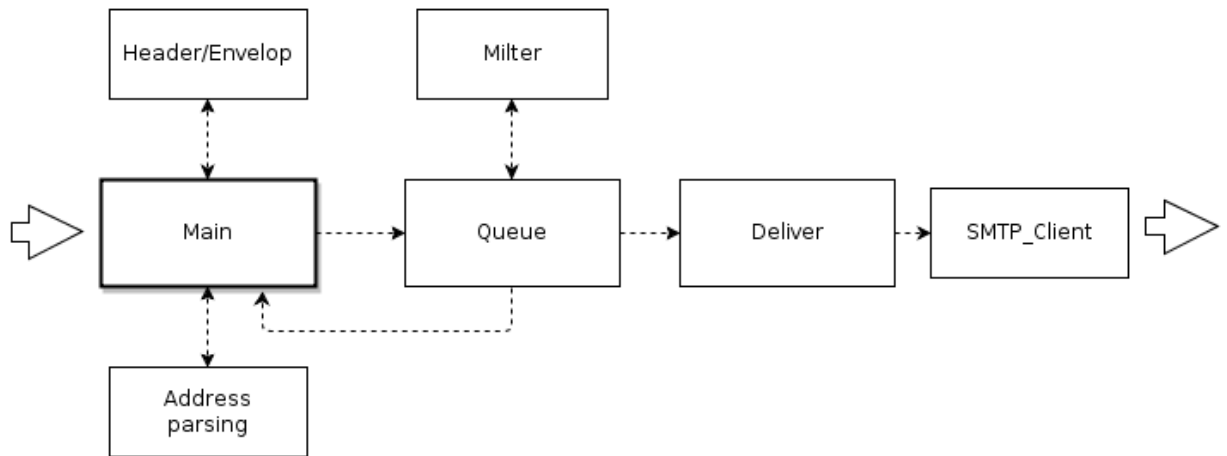 Header/Envelop
Milter
Main
Queue
Deliver
SMTP_Client
Address
parsing